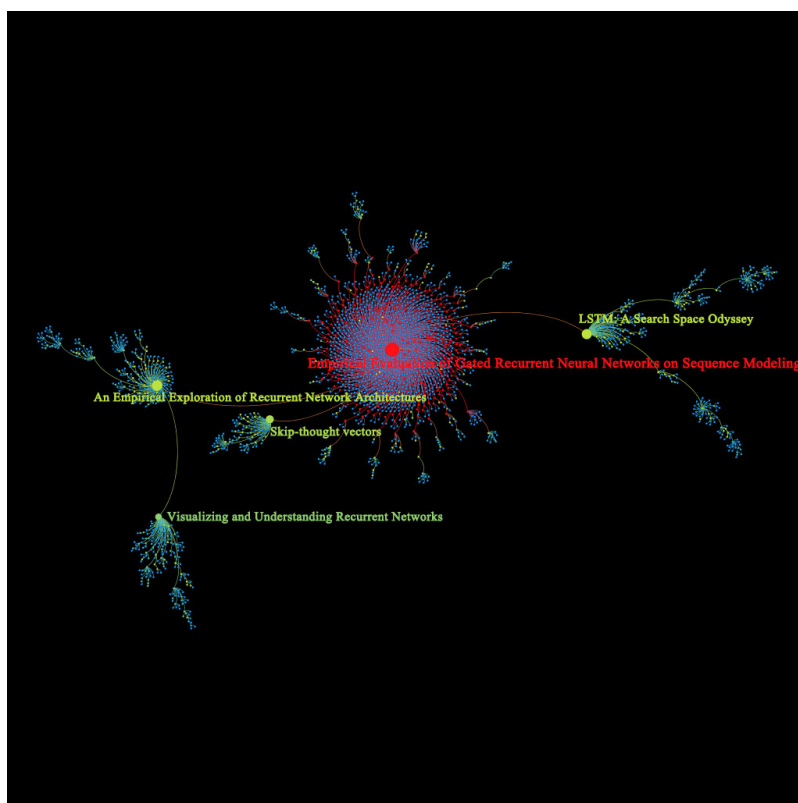 LSTM: A Search Space Odyssey
Empirical Evaluation of Gated Recurrent Neural Networks on Sequence Modeling
An Empirical Exploration of Recurrent Network Architectures
Skip-thought vectors
Visualizing and Understanding Recurrent Networks